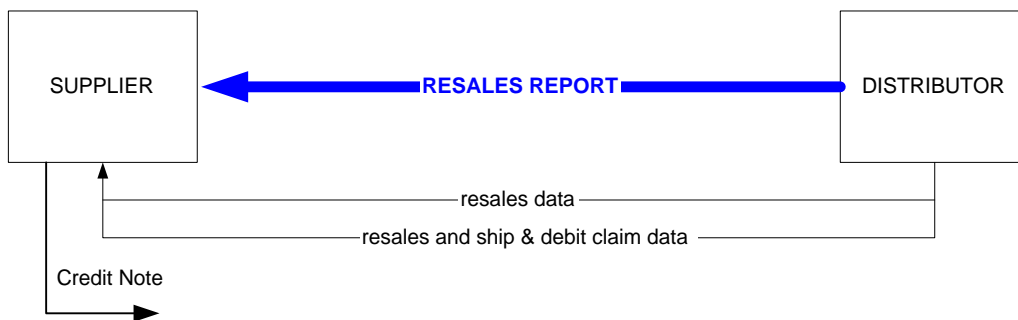 SUPPLIER
RESALES REPORT
DISTRIBUTOR
resales data
resales and ship & debit claim data
Credit Note